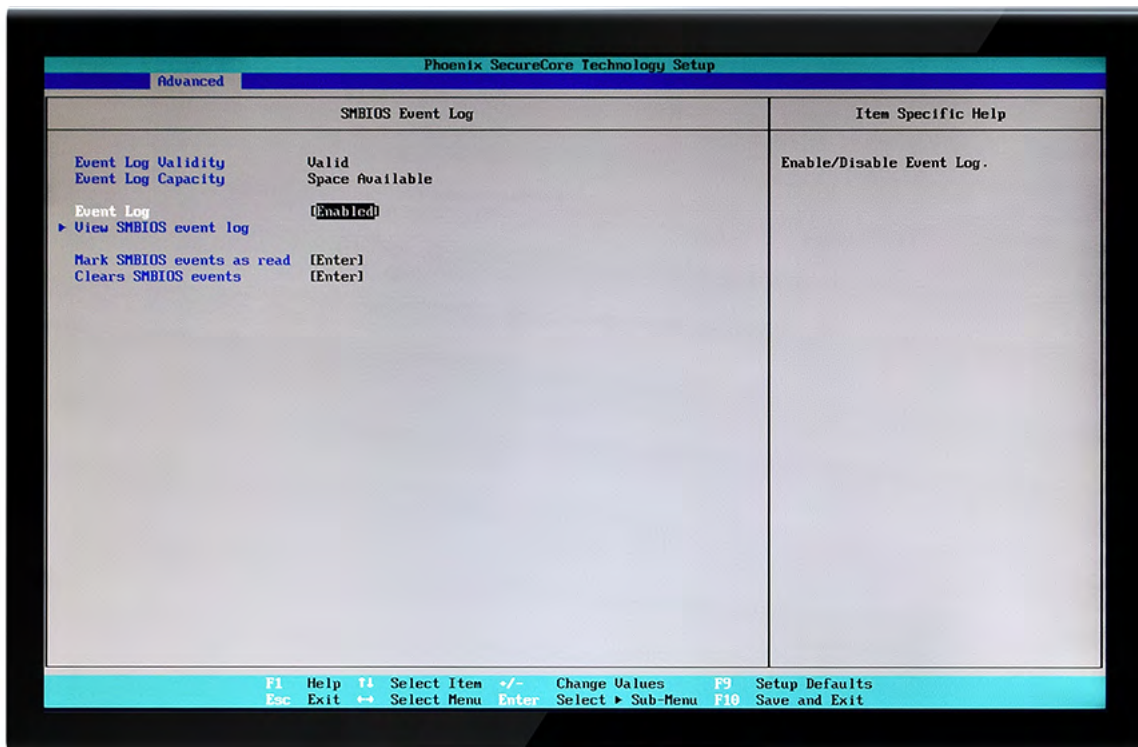 Phoenix SecureCore Technology Setup
Advanced
SMBIOS Event Log
Item Specific Help
Event Log Validity Valid
Event Log Capacity Space Available
Event Log [Enabled]
▶ View SMBIOS event log
Mark SMBIOS events as read [Enter]
Clears SMBIOS events [Enter]
Enable/Disable Event Log.
F1 Help ↑↓ Select Item +/- Change Values F9 Setup Defaults
Esc Exit ↔ Select Menu Enter Select ▶ Sub-Menu F10 Save and Exit